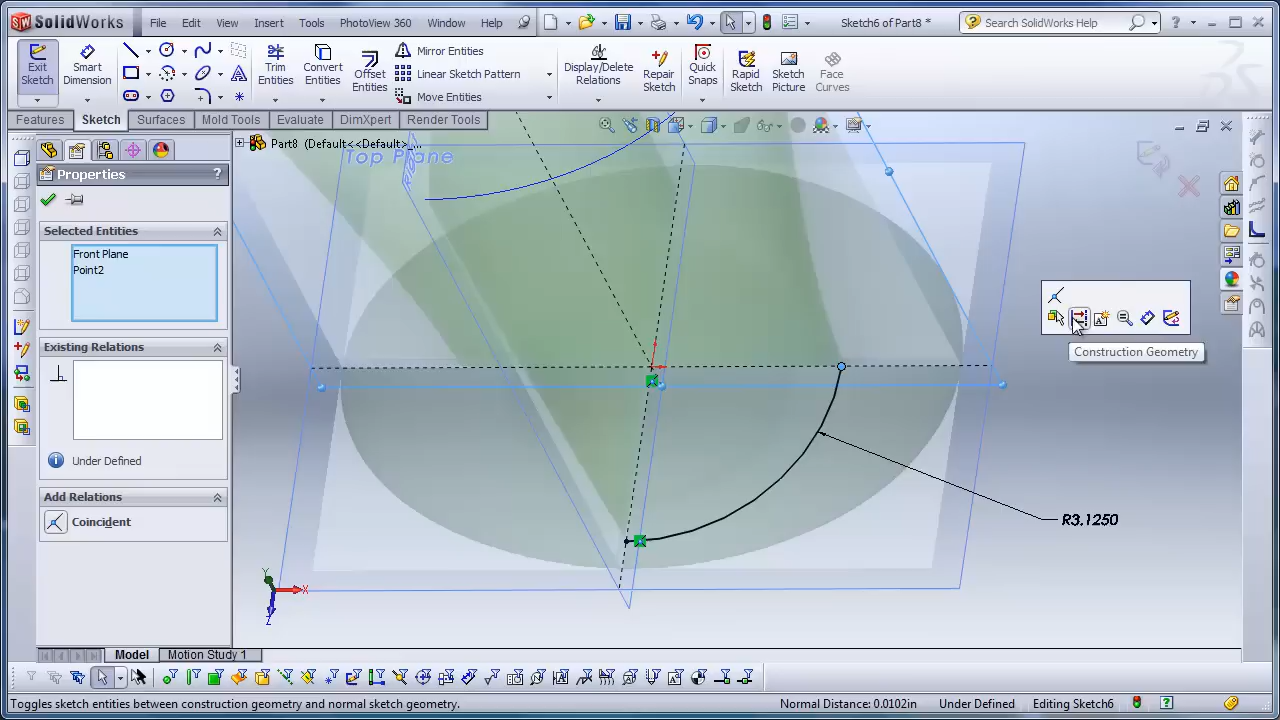 SolidWorks File Edit View Insert Tools PhotoView 360 Window Help Sketch6 of Part8 * Search SolidWorks Help
Exit Sketch Smart Dimension Trim Entities Convert Entities Offset Entities Mirror Entities Linear Sketch Pattern Move Entities Display/Delete Relations Repair Sketch Quick Snaps Rapid Sketch Sketch Picture Face Curves
Features Sketch Surfaces Mold Tools Evaluate DimXpert Render Tools
Part8 (Default<<Default>_...
Top Plane
Properties ?
Selected Entities
Front Plane
Point2
Existing Relations
Under Defined
Add Relations
Coincident
Construction Geometry
R3.1250
Y
X
Z
Model Motion Study 1
Toggles sketch entities between construction geometry and normal sketch geometry. Normal Distance: 0.0102in Under Defined Editing Sketch6 ?